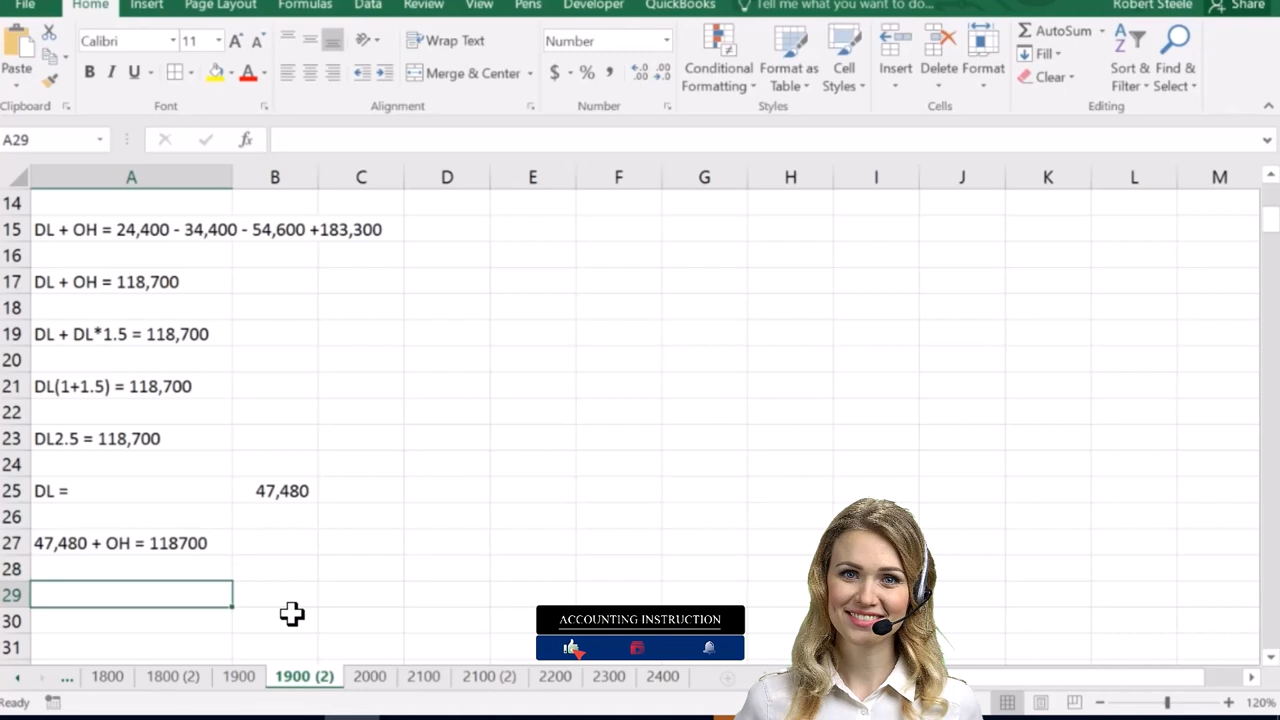 File Home Insert Page Layout Formulas Data Review View Pens Developer QuickBooks Tell me what you want to do... Robert Steele Share
Calibri 11 Wrap Text Number AutoSum
Paste Fill
B I U Merge & Center $ % , Conditional Formatting Format as Table Cell Styles Insert Delete Format Clear Sort & Filter Find & Select
Clipboard Font Alignment Number Styles Cells Editing
A29 fx
A B C D E F G H I J K L M
14
15 DL + OH = 24,400 - 34,400 - 54,600 +183,300
16
17 DL + OH = 118,700
18
19 DL + DL*1.5 = 118,700
20
21 DL(1+1.5) = 118,700
22
23 DL2.5 = 118,700
24
25 DL = 47,480
26
27 47,480 + OH = 118700
28
29
30
31
ACCOUNTING INSTRUCTION
... 1800 1800 (2) 1900 1900 (2) 2000 2100 2100 (2) 2200 2300 2400
Ready 120%